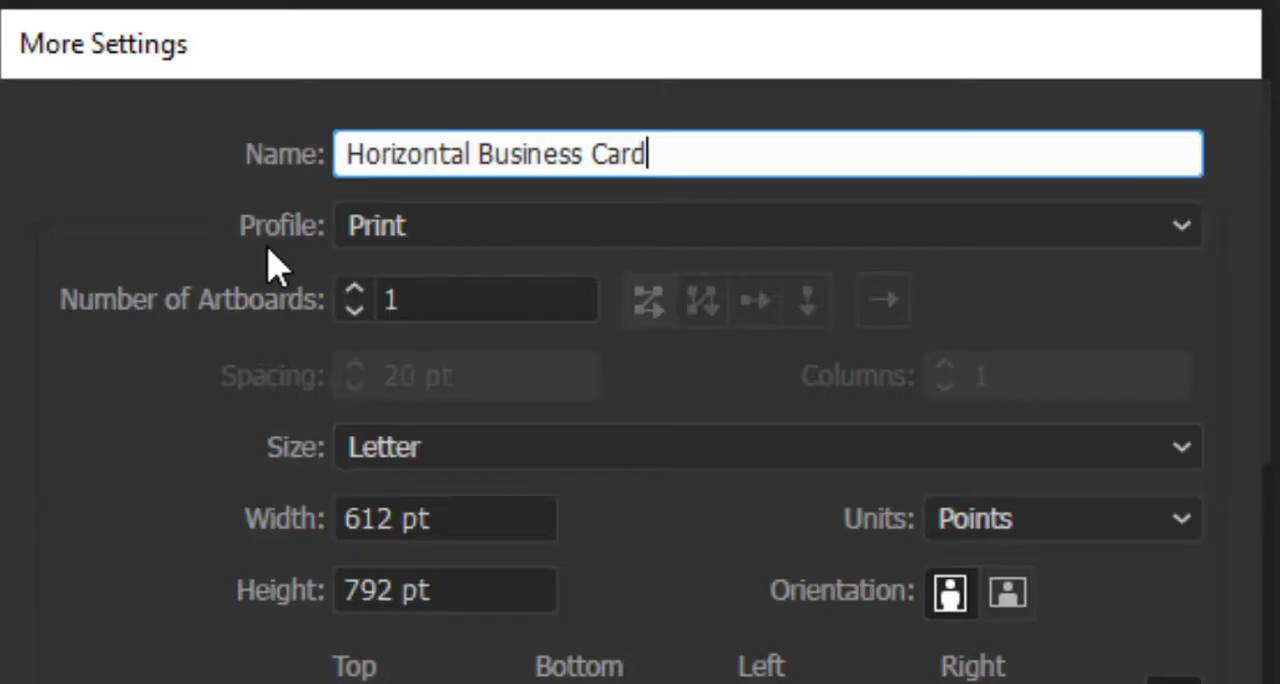 More Settings
Name: Horizontal Business Card
Profile: Print
Number of Artboards: 1
Spacing: 20 pt Columns: 1
Size: Letter
Width: 612 pt Units: Points
Height: 792 pt Orientation:
Top Bottom Left Right